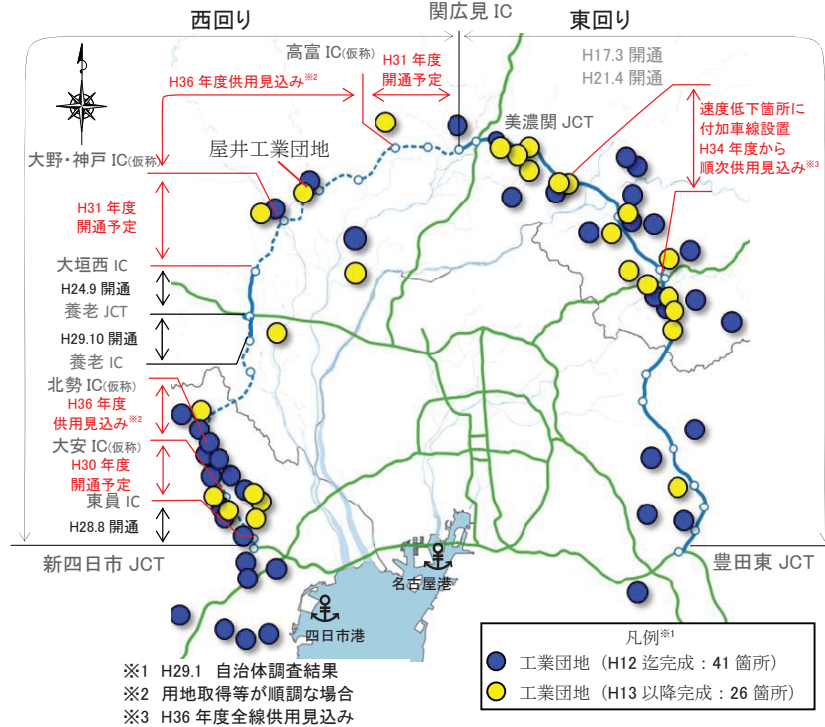 西回り
関広見 IC
東回り
高富 IC(仮称)
H31 年度
開通予定
H36 年度供用見込み※2
H17.3 開通
H21.4 開通
美濃関 JCT
速度低下箇所に
付加車線設置
H34 年度から
順次供用見込み※3
大野・神戸 IC(仮称)
屋井工業団地
H31 年度
開通予定
大垣西 IC
H24.9 開通
養老 JCT
H29.10 開通
養老 IC
北勢 IC(仮称)
H36 年度
供用見込み※2
大安 IC(仮称)
H30 年度
開通予定
東員 IC
H28.8 開通
新四日市 JCT
豊田東 JCT
名古屋港
四日市港
凡例※1
工業団地（H12 迄完成：41 箇所）
工業団地（H13 以降完成：26 箇所）
※1 H29.1 自治体調査結果
※2 用地取得等が順調な場合
※3 H36 年度全線供用見込み